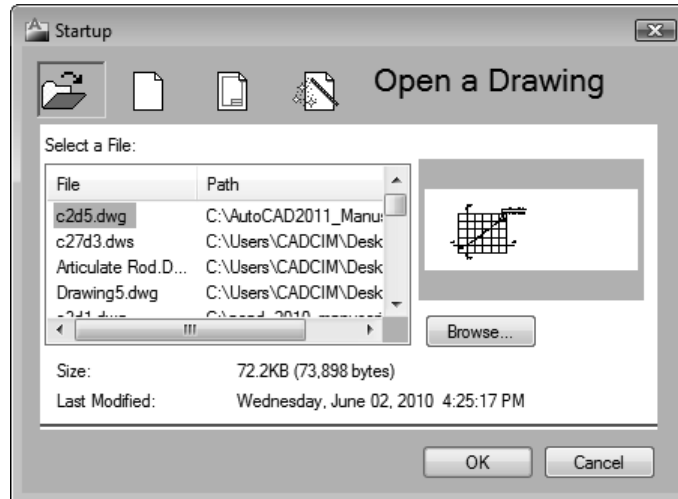 Startup
Open a Drawing
Select a File:
File Path
c2d5.dwg C:\AutoCAD2011_Manu
c27d3.dws C:\Users\CADCIM\Desk
Articulate Rod.D... C:\Users\CADCIM\Desk
Drawing5.dwg C:\Users\CADCIM\Desk
Browse...
Size: 72.2KB (73,898 bytes)
Last Modified: Wednesday, June 02, 2010 4:25:17 PM
OK Cancel